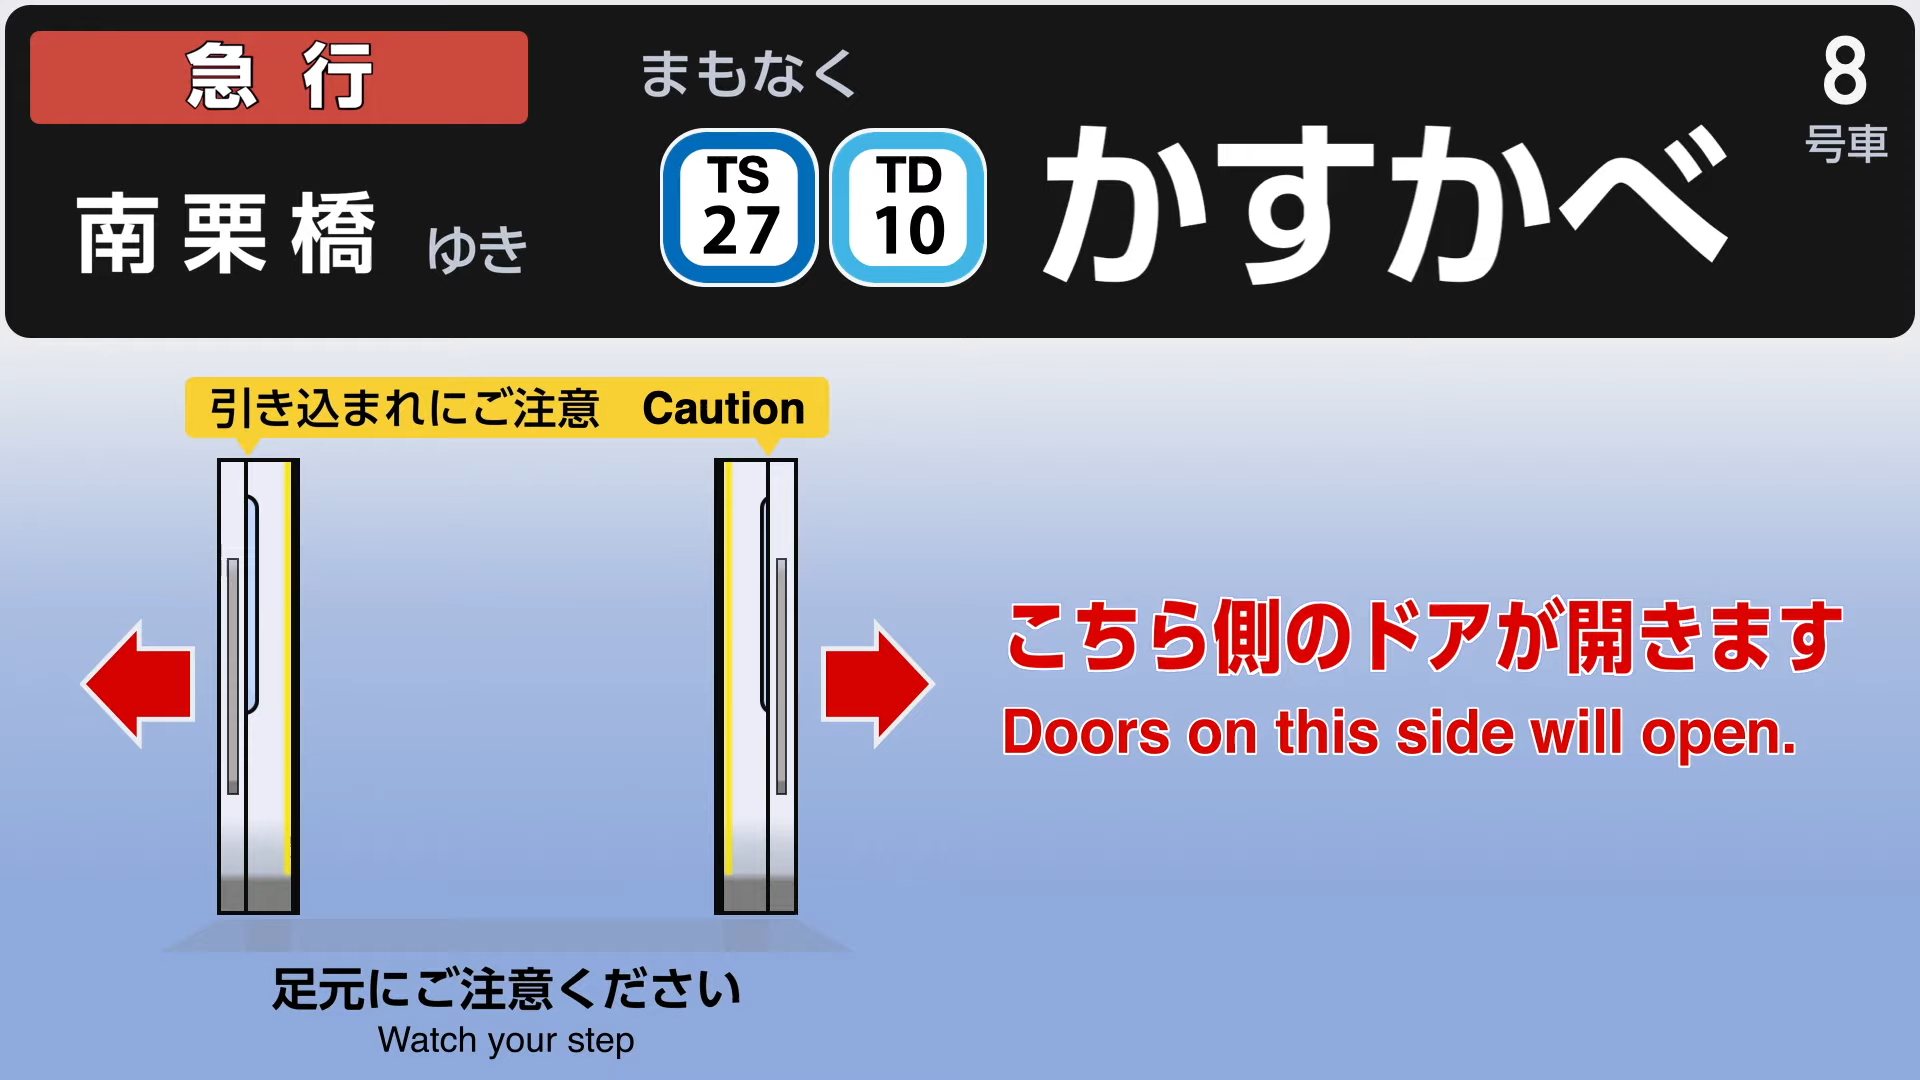 急行
南栗橋 ゆき
まもなく
TS
27
TD
10
かすかべ
8
号車
引き込まれにご注意 Caution
こちら側のドアが開きます
Doors on this side will open.
足元にご注意ください
Watch your step